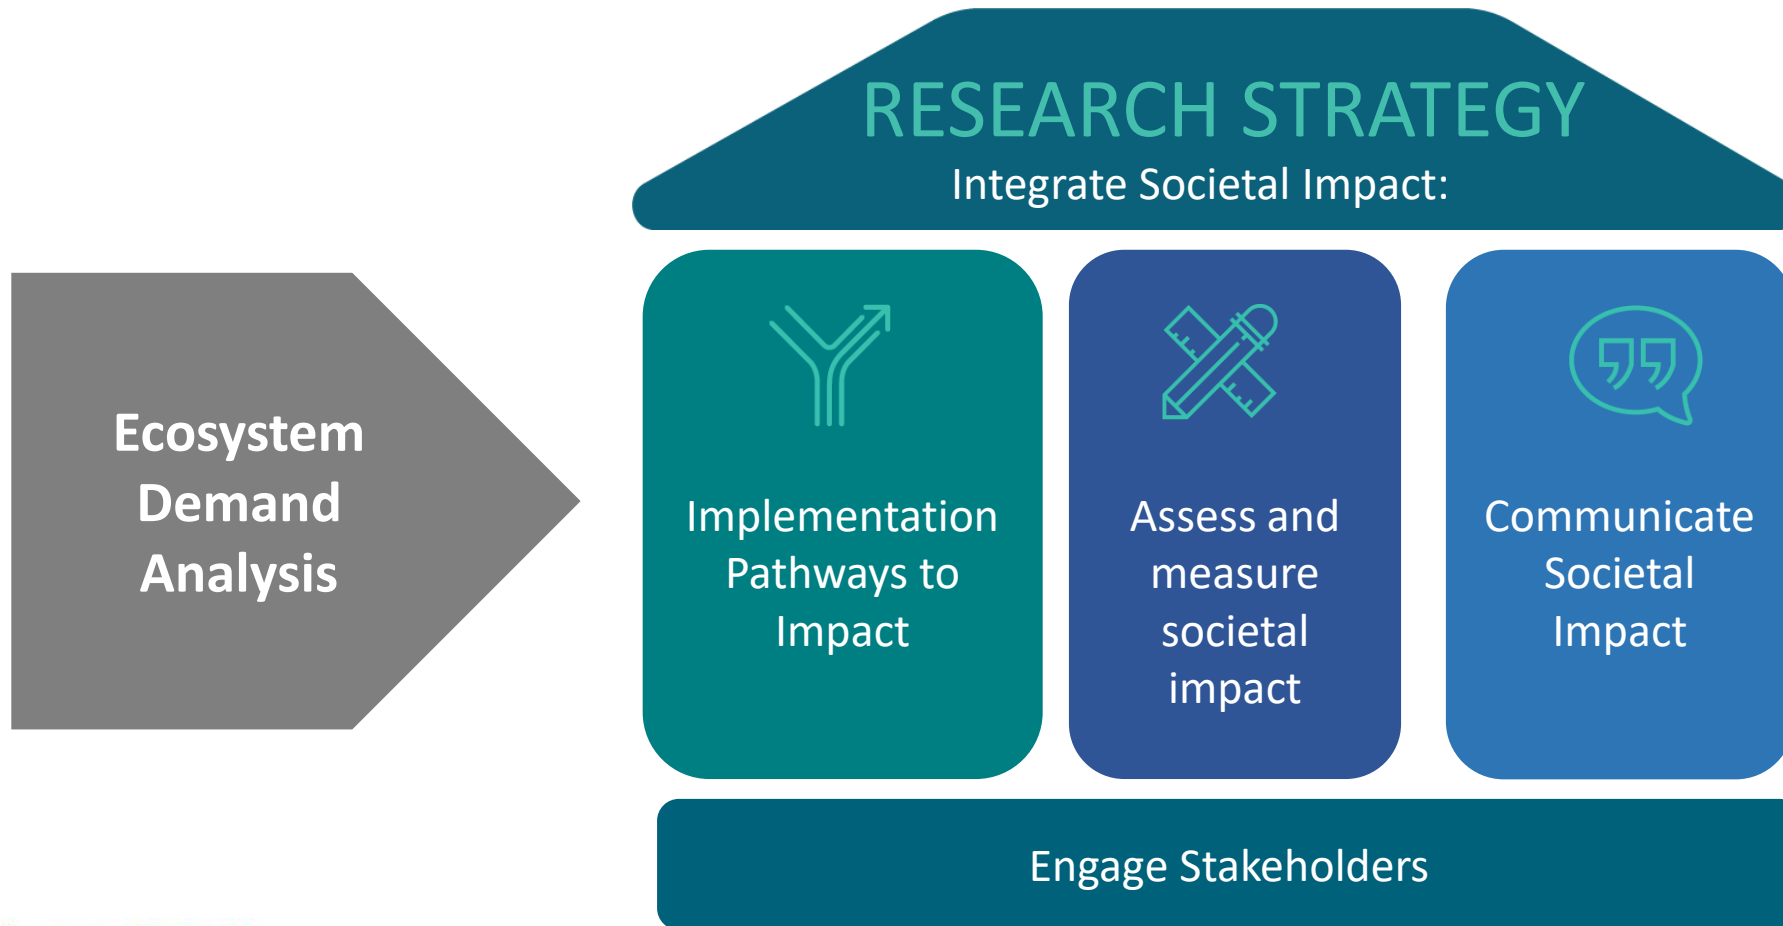 RESEARCH STRATEGY
Integrate Societal Impact:
Ecosystem
Demand
Analysis
Implementation
Pathways to
Impact
Assess and
measure
societal
impact
Communicate
Societal
Impact
Engage Stakeholders